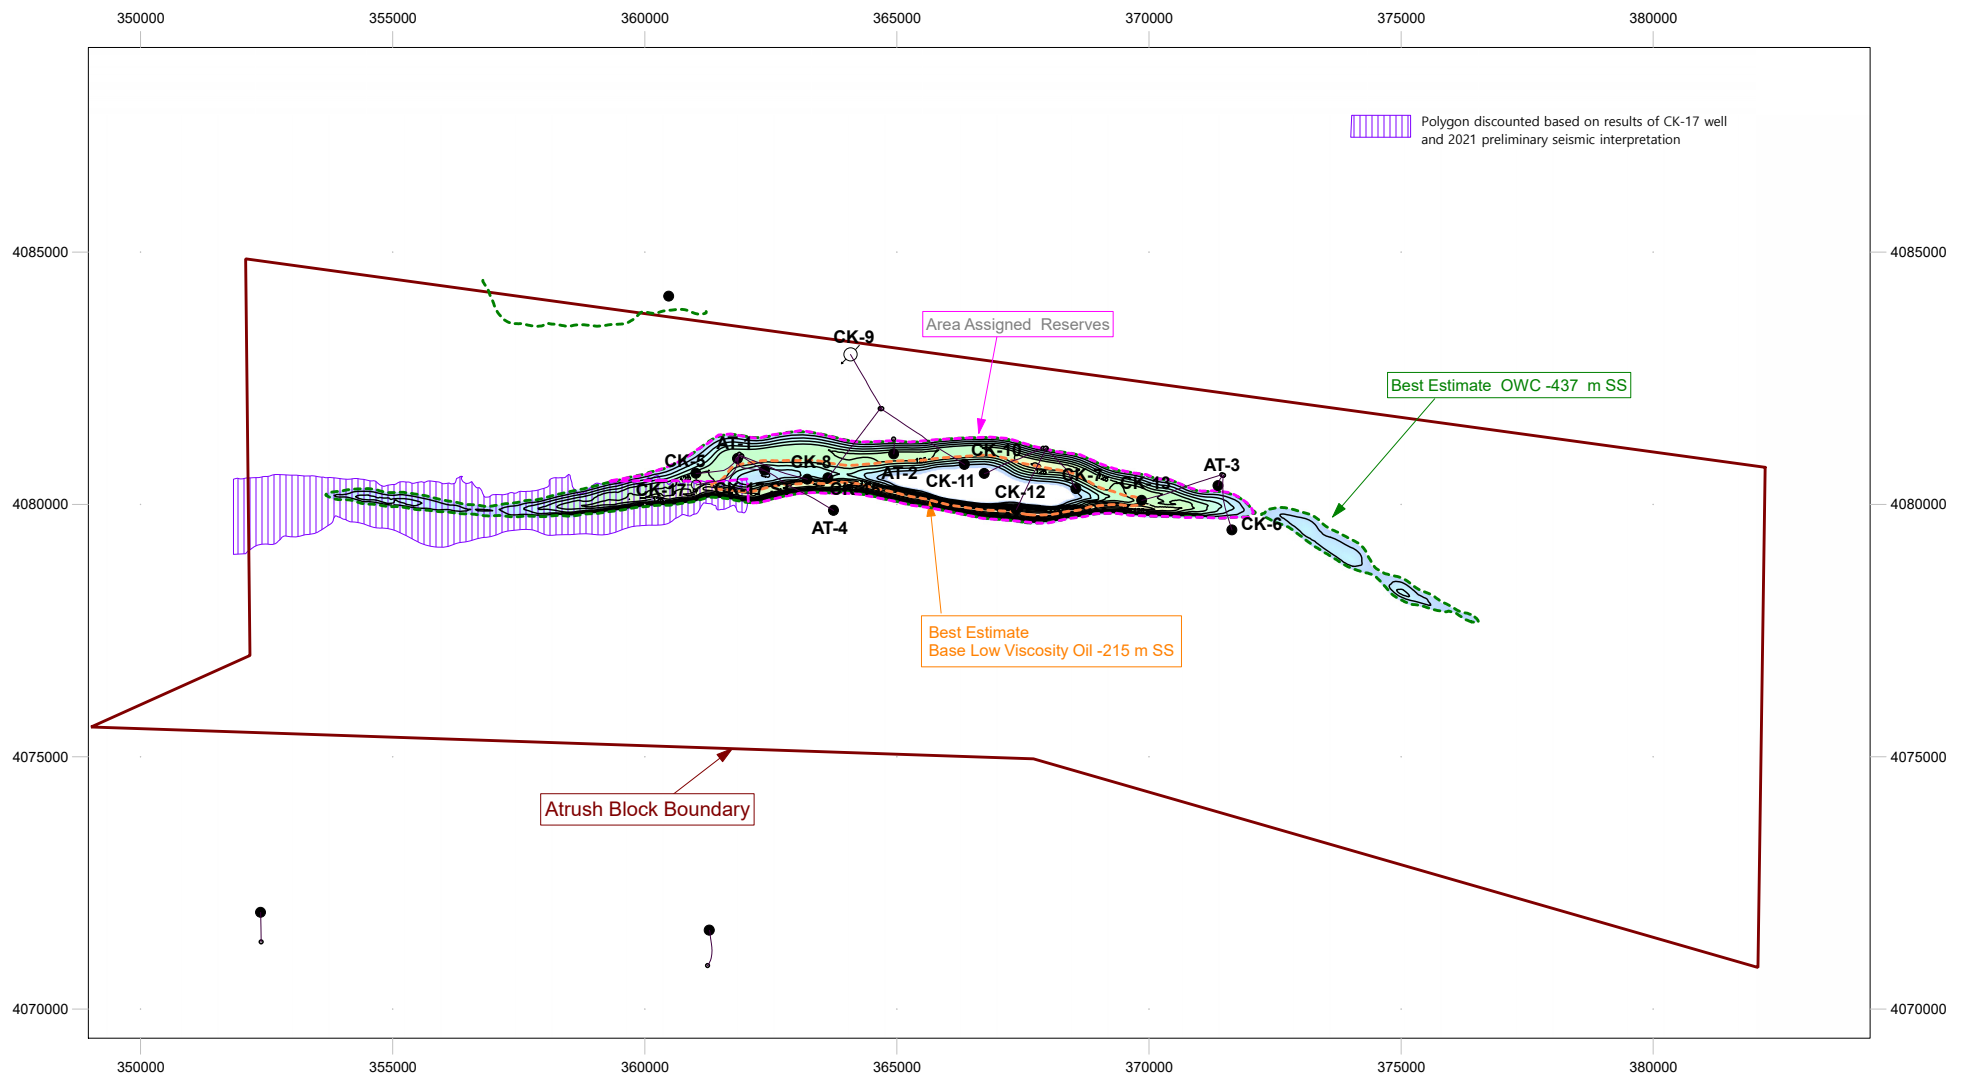 350000 355000 360000 365000 370000 375000 380000
Polygon discounted based on results of CK-17 well
and 2021 preliminary seismic interpretation
4085000 4085000
Area Assigned  Reserves
CK-9
Best Estimate  OWC -437  m SS
AT-1
CK-10
CK-5
CK-8
AT-3
AT-2
CK-7
CK-11
CK-13
CK-17
CK-12
4080000 4080000
AT-4
CK-6
Best Estimate
Base Low Viscosity Oil -215 m SS
4075000 4075000
Atrush Block Boundary
4070000 4070000
350000 355000 360000 365000 370000 375000 380000